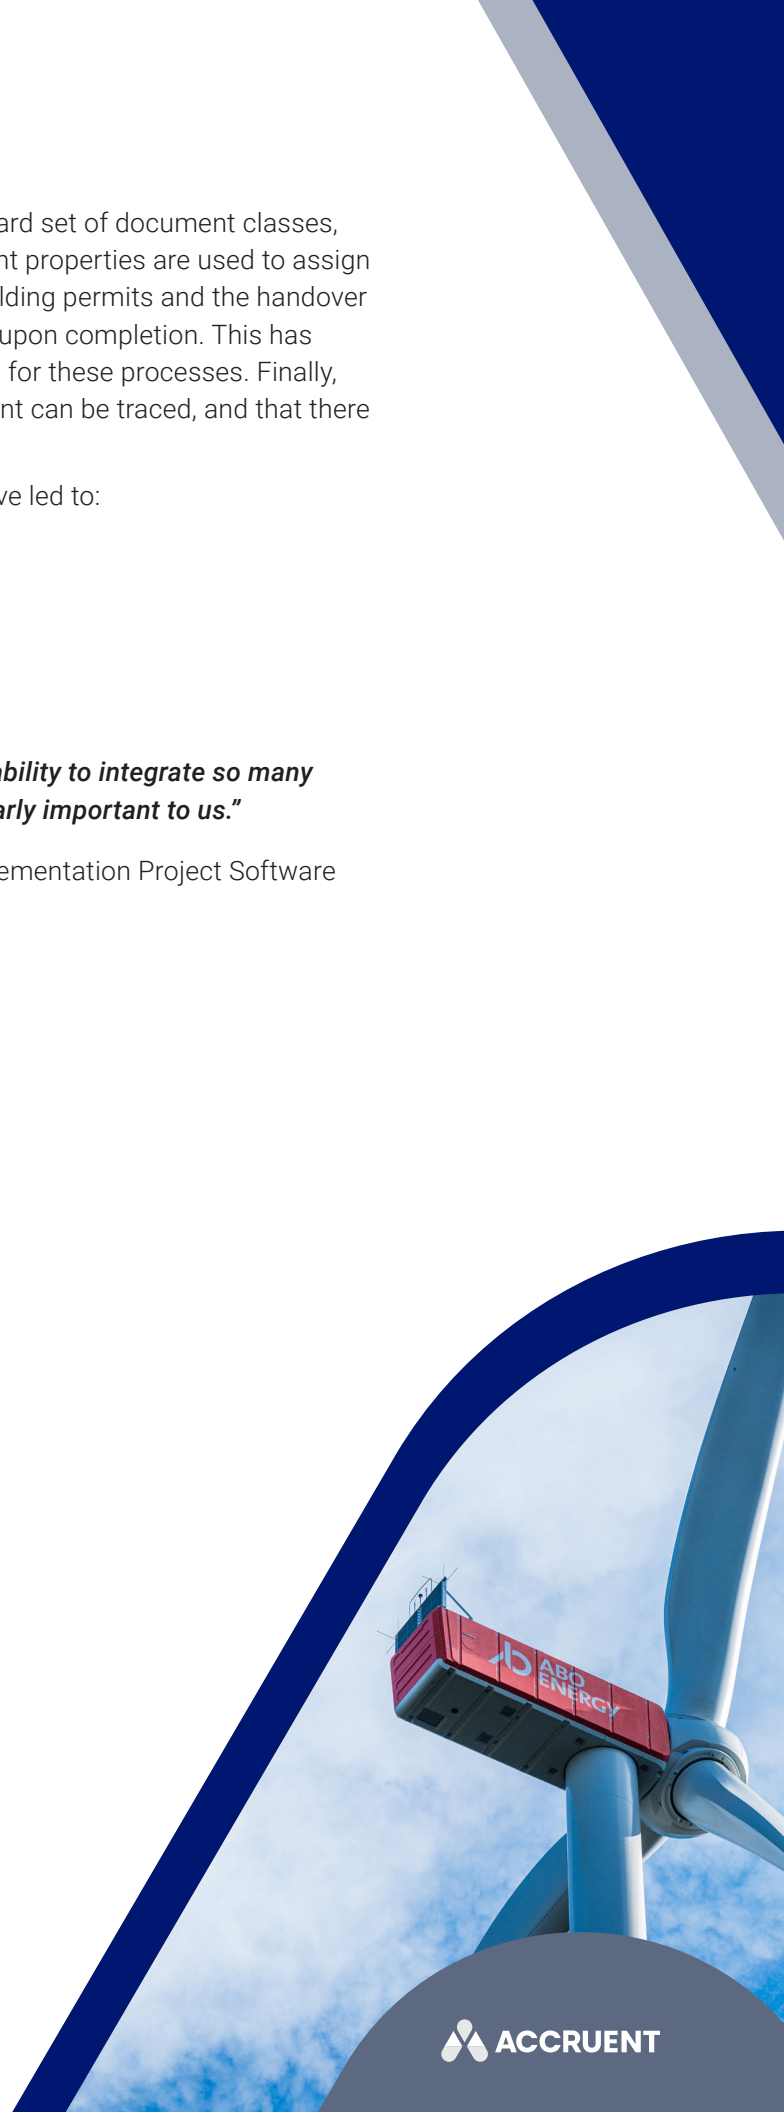 ard set of document classes,
nt properties are used to assign
lding permits and the handover
upon completion. This has
for these processes. Finally,
nt can be traced, and that there
ve led to:
ability to integrate so many
arly important to us.”
ementation Project Software
ABO
ENERGY
ACCRUENT